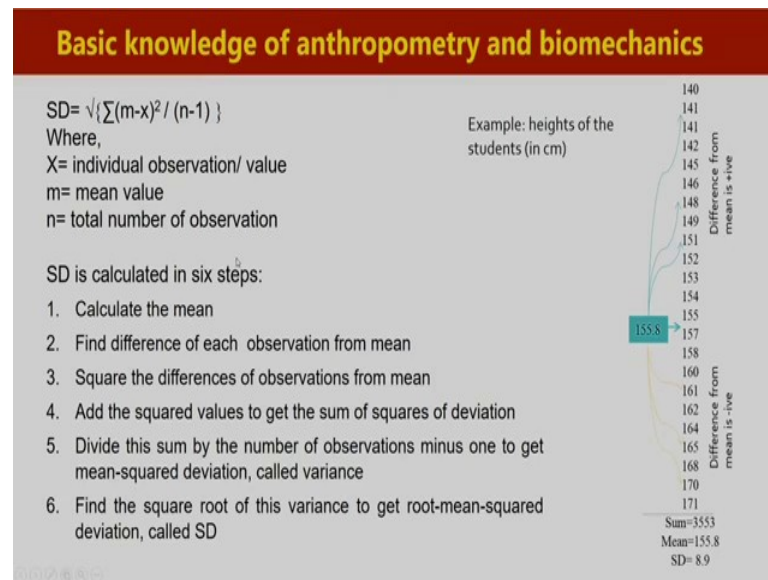 Basic knowledge of anthropometry and biomechanics
SD= √{∑(m-x)² / (n-1) }
Where,
X= individual observation/ value
m= mean value
n= total number of observation
SD is calculated in six steps:
1. Calculate the mean
2. Find difference of each observation from mean
3. Square the differences of observations from mean
4. Add the squared values to get the sum of squares of deviation
5. Divide this sum by the number of observations minus one to get
mean-squared deviation, called variance
6. Find the square root of this variance to get root-mean-squared
deviation, called SD
Example: heights of the
students (in cm)
155.8
140
141
141
142
145
146
148
149
151
152
153
154
155
157
158
160
161
162
164
165
168
170
171
Sum=3553
Mean=155.8
SD= 8.9
Difference from
mean is +ive
Difference from
mean is -ive